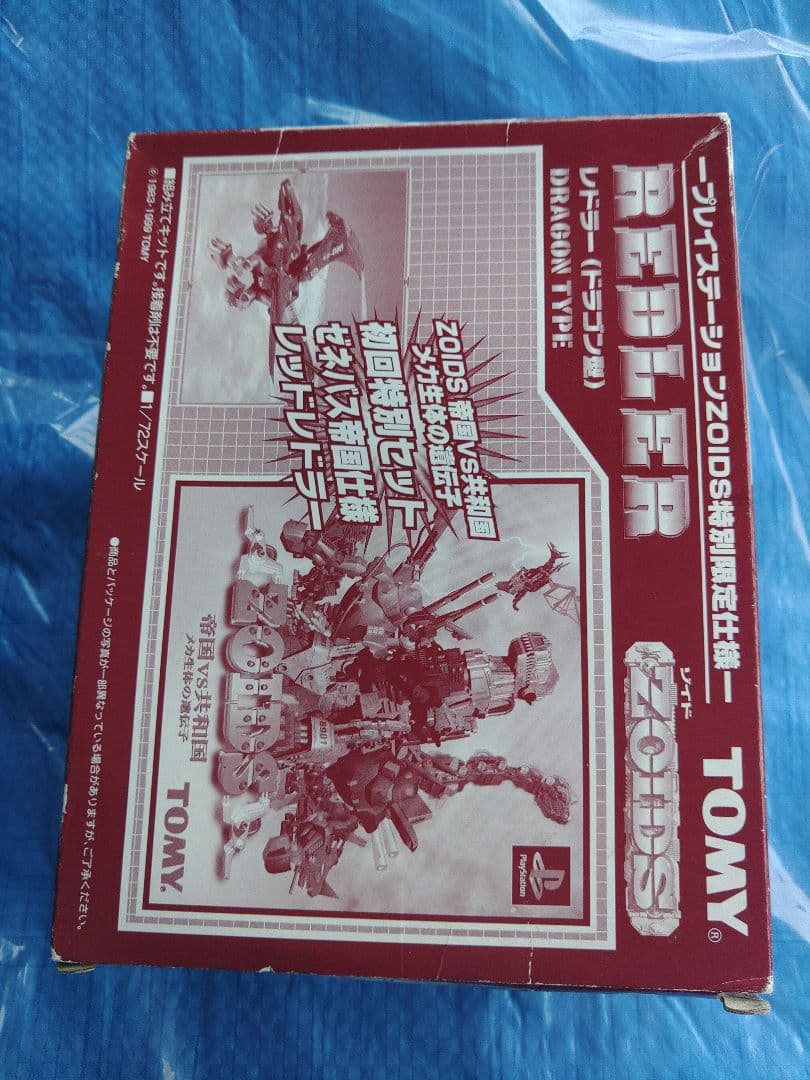 ープレイステーションZOIDS特別限定仕様ー
TOMY®
REDLER
ゾイド
ZOIDS
レドラー（ドラゴン型）
DRAGON TYPE
ZOIDS 帝国VS共和国
メカ生体の遺伝子
初回特別セット
ゼネバス帝国仕様
レッドレドラー
PlayStation
8981
ZOIDS
帝国VS共和国
メカ生体の遺伝子
TOMY.
■組み立てキットです。接着剤は不要です。■1/72スケール
© 1983-1999 TOMY
●商品とパッケージの写真が一部異なっている場合がありますが、ご了承ください。